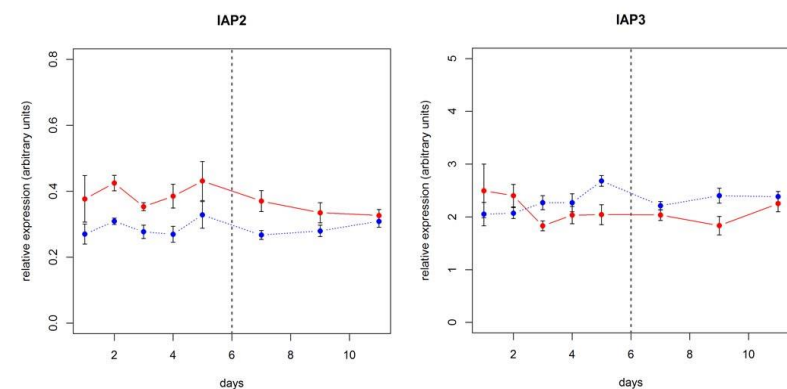 IAP2
relative expression (arbitrary units)
0.8
0.6
0.4
0.2
0.0
2 4 6 8 10
days
IAP3
relative expression (arbitrary units)
5
4
3
2
1
0
2 4 6 8 10
days